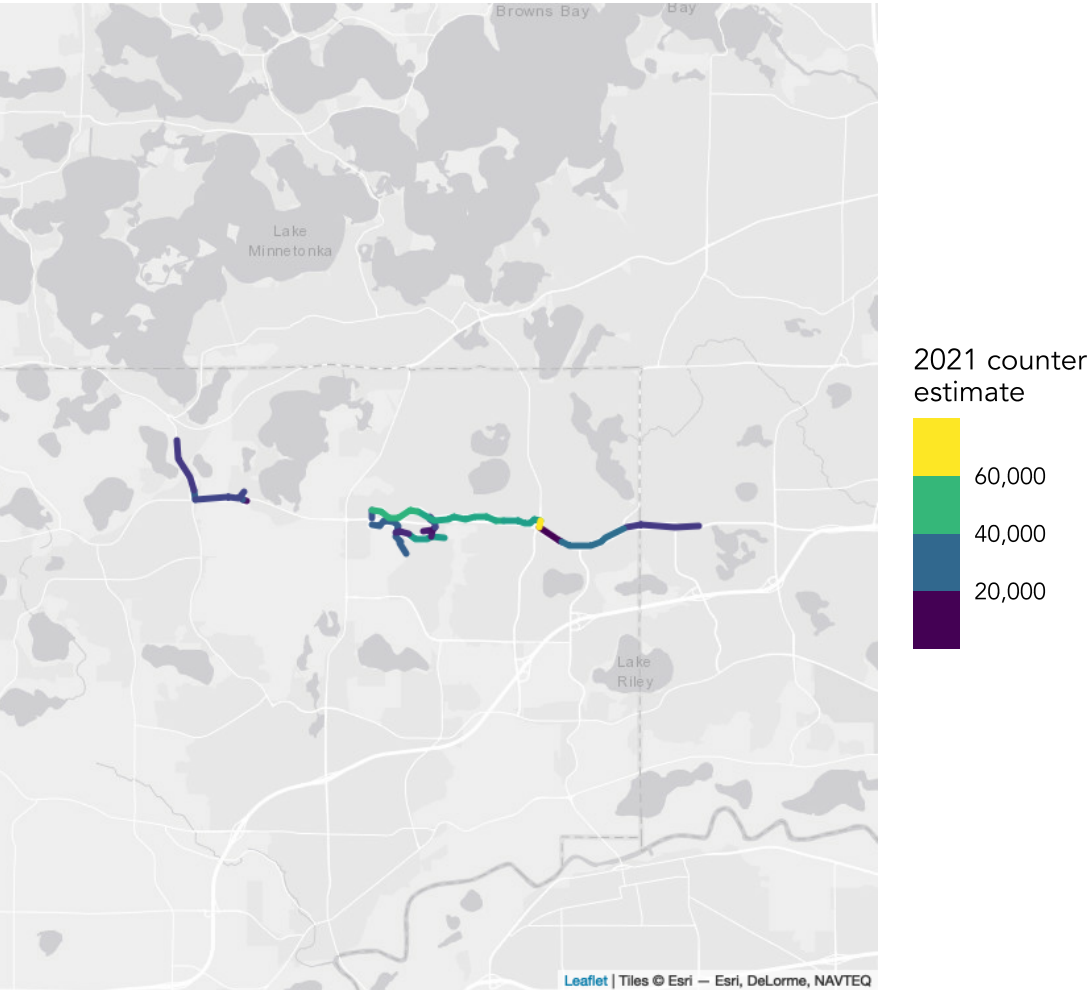 Browns Bay
Bay
Lake
Minnetonka
2021 counter
estimate
60,000
40,000
20,000
Lake
Riley
Leaflet | Tiles © Esri — Esri, DeLorme, NAVTEQ